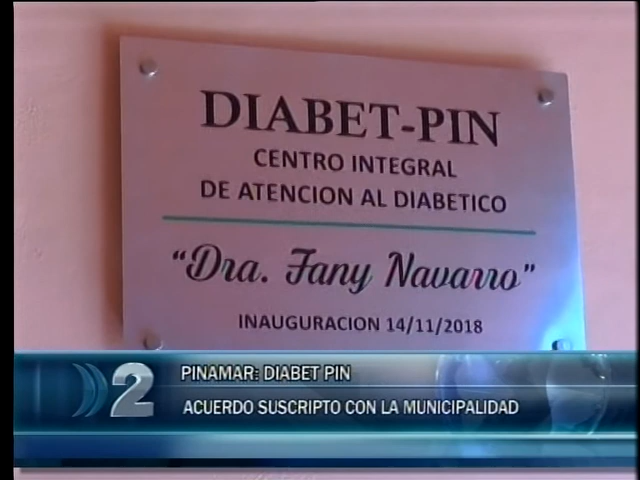 DIABET-PIN
CENTRO INTEGRAL
DE ATENCION AL DIABETICO
"Dra. Fany Navarro"
INAUGURACION 14/11/2018
2
PINAMAR: DIABET PIN
ACUERDO SUSCRIPTO CON LA MUNICIPALIDAD